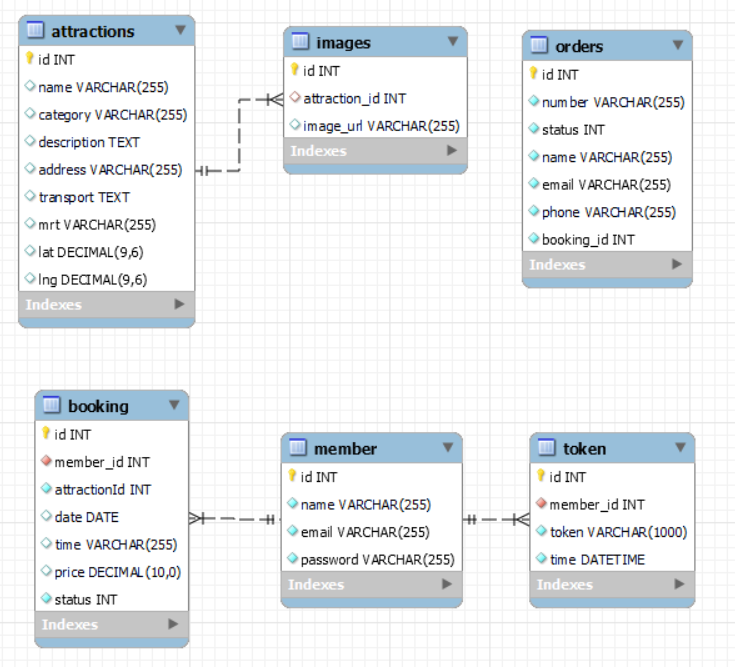 attractions
id INT
name VARCHAR(255)
category VARCHAR(255)
description TEXT
address VARCHAR(255)
transport TEXT
mrt VARCHAR(255)
lat DECIMAL(9,6)
lng DECIMAL(9,6)
Indexes
images
id INT
attraction_id INT
image_url VARCHAR(255)
Indexes
orders
id INT
number VARCHAR(255)
status INT
name VARCHAR(255)
email VARCHAR(255)
phone VARCHAR(255)
booking_id INT
Indexes
booking
id INT
member_id INT
attractionId INT
date DATE
time VARCHAR(255)
price DECIMAL(10,0)
status INT
Indexes
member
id INT
name VARCHAR(255)
email VARCHAR(255)
password VARCHAR(255)
Indexes
token
id INT
member_id INT
token VARCHAR(1000)
time DATETIME
Indexes